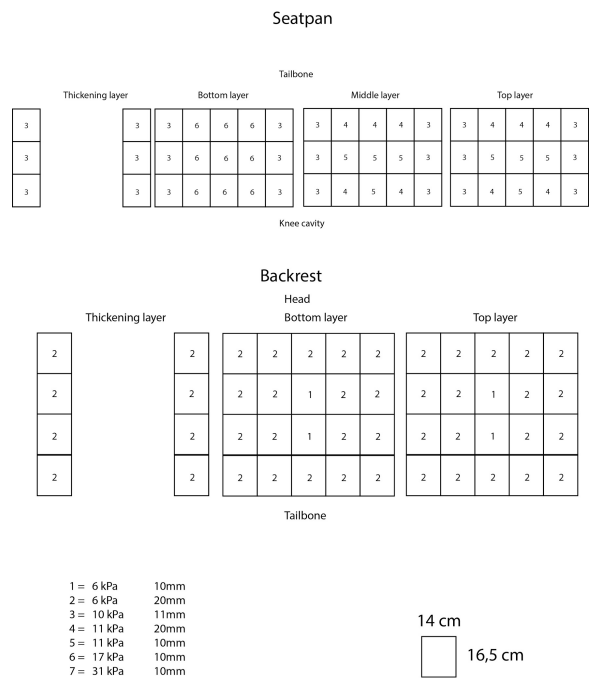 Seatpan
Tailbone
Thickening layer Bottom layer Middle layer Top layer
3 3 3 6 6 6 3 3 4 4 4 3 3 4 4 4 3
3 3 3 6 6 6 3 3 5 5 5 3 3 5 5 5 3
3 3 3 6 6 6 3 3 4 5 4 3 3 4 5 4 3
Knee cavity
Backrest
Head
Thickening layer Bottom layer Top layer
2 2 2 2 2 2 2 2 2 2 2 2
2 2 2 2 1 2 2 2 2 1 2 2
2 2 2 2 1 2 2 2 2 1 2 2
2 2 2 2 2 2 2 2 2 2 2 2
Tailbone
1 = 6 kPa 10mm
2 = 6 kPa 20mm
3 = 10 kPa 11mm
4 = 11 kPa 20mm
5 = 11 kPa 10mm
6 = 17 kPa 10mm
7 = 31 kPa 10mm
14 cm
16,5 cm